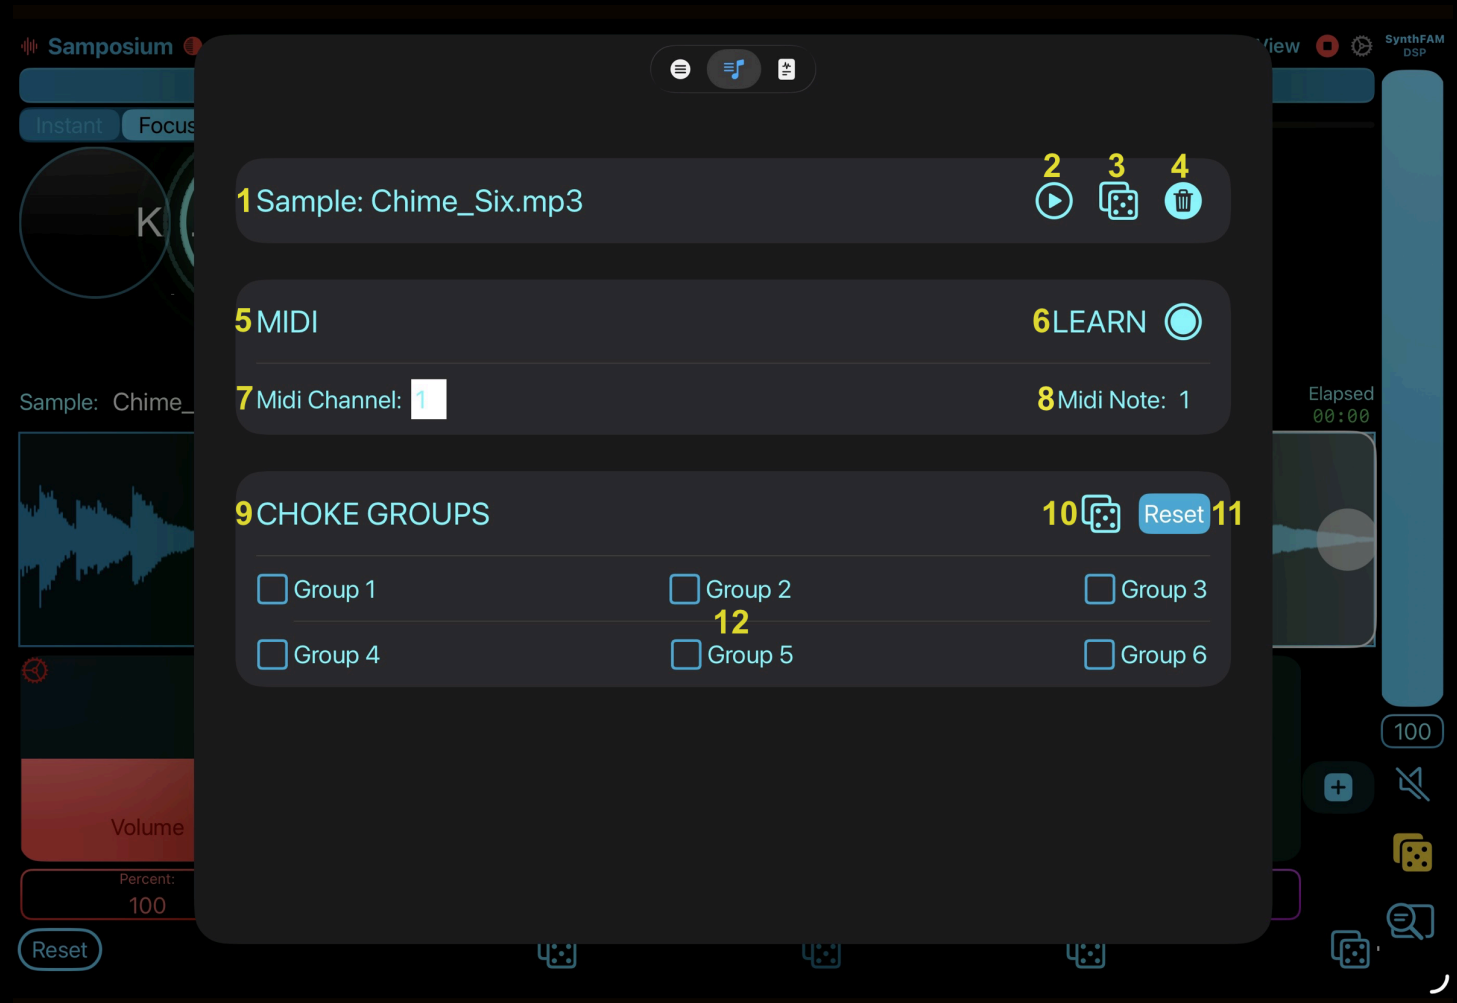 Samposium
View
SynthFAM
DSP
Instant
Focus
K
2 3 4
1 Sample: Chime_Six.mp3
5 MIDI
6 LEARN
7 Midi Channel: 1
8 Midi Note: 1
Sample: Chime_
Elapsed
00:00
9 CHOKE GROUPS
10
Reset 11
Group 1
Group 2
Group 3
12
Group 4
Group 5
Group 6
100
Volume
Percent:
100
Reset